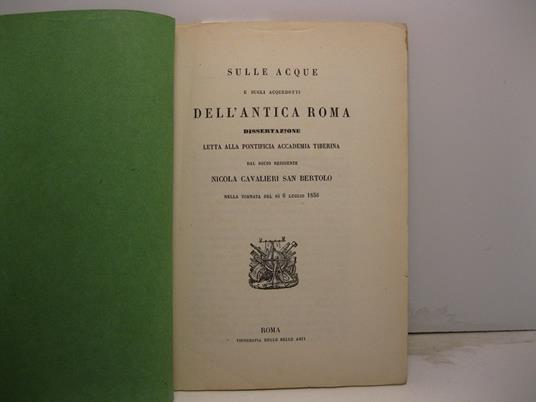 SULLE ACQUE
E SUGLI ACQUEDOTTI
DELL'ANTICA ROMA
DISSERTAZIONE
LETTA ALLA PONTIFICIA ACCADEMIA TIBERINA
DAL SOCIO RESIDENTE
NICOLA CAVALIERI SAN BERTOLO
NELLA TORNATA DEL DÌ 6 LUGLIO 1856
ROMA
TIPOGRAFIA DELLE BELLE ARTI